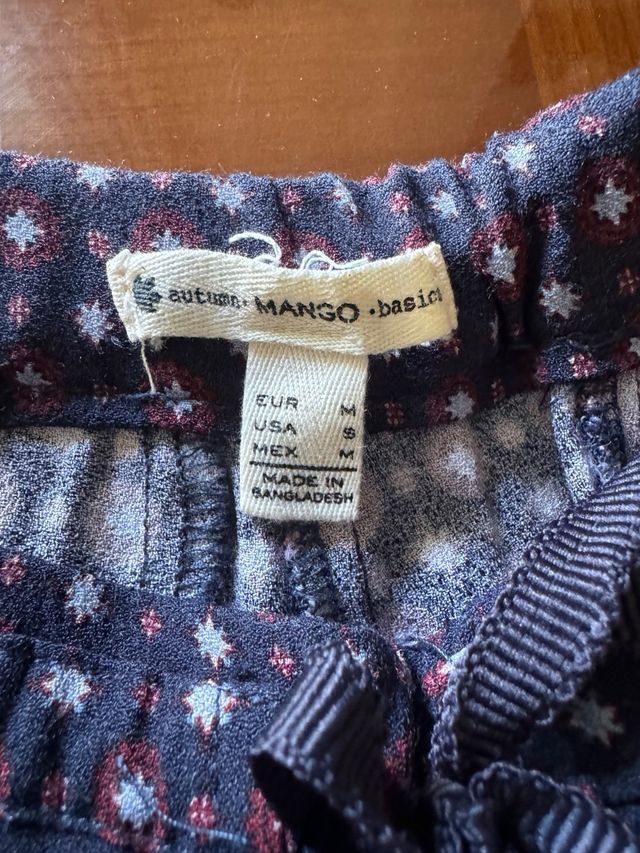 autumn · MANGO · basics
EUR M
USA S
MEX M
MADE IN
BANGLADESH